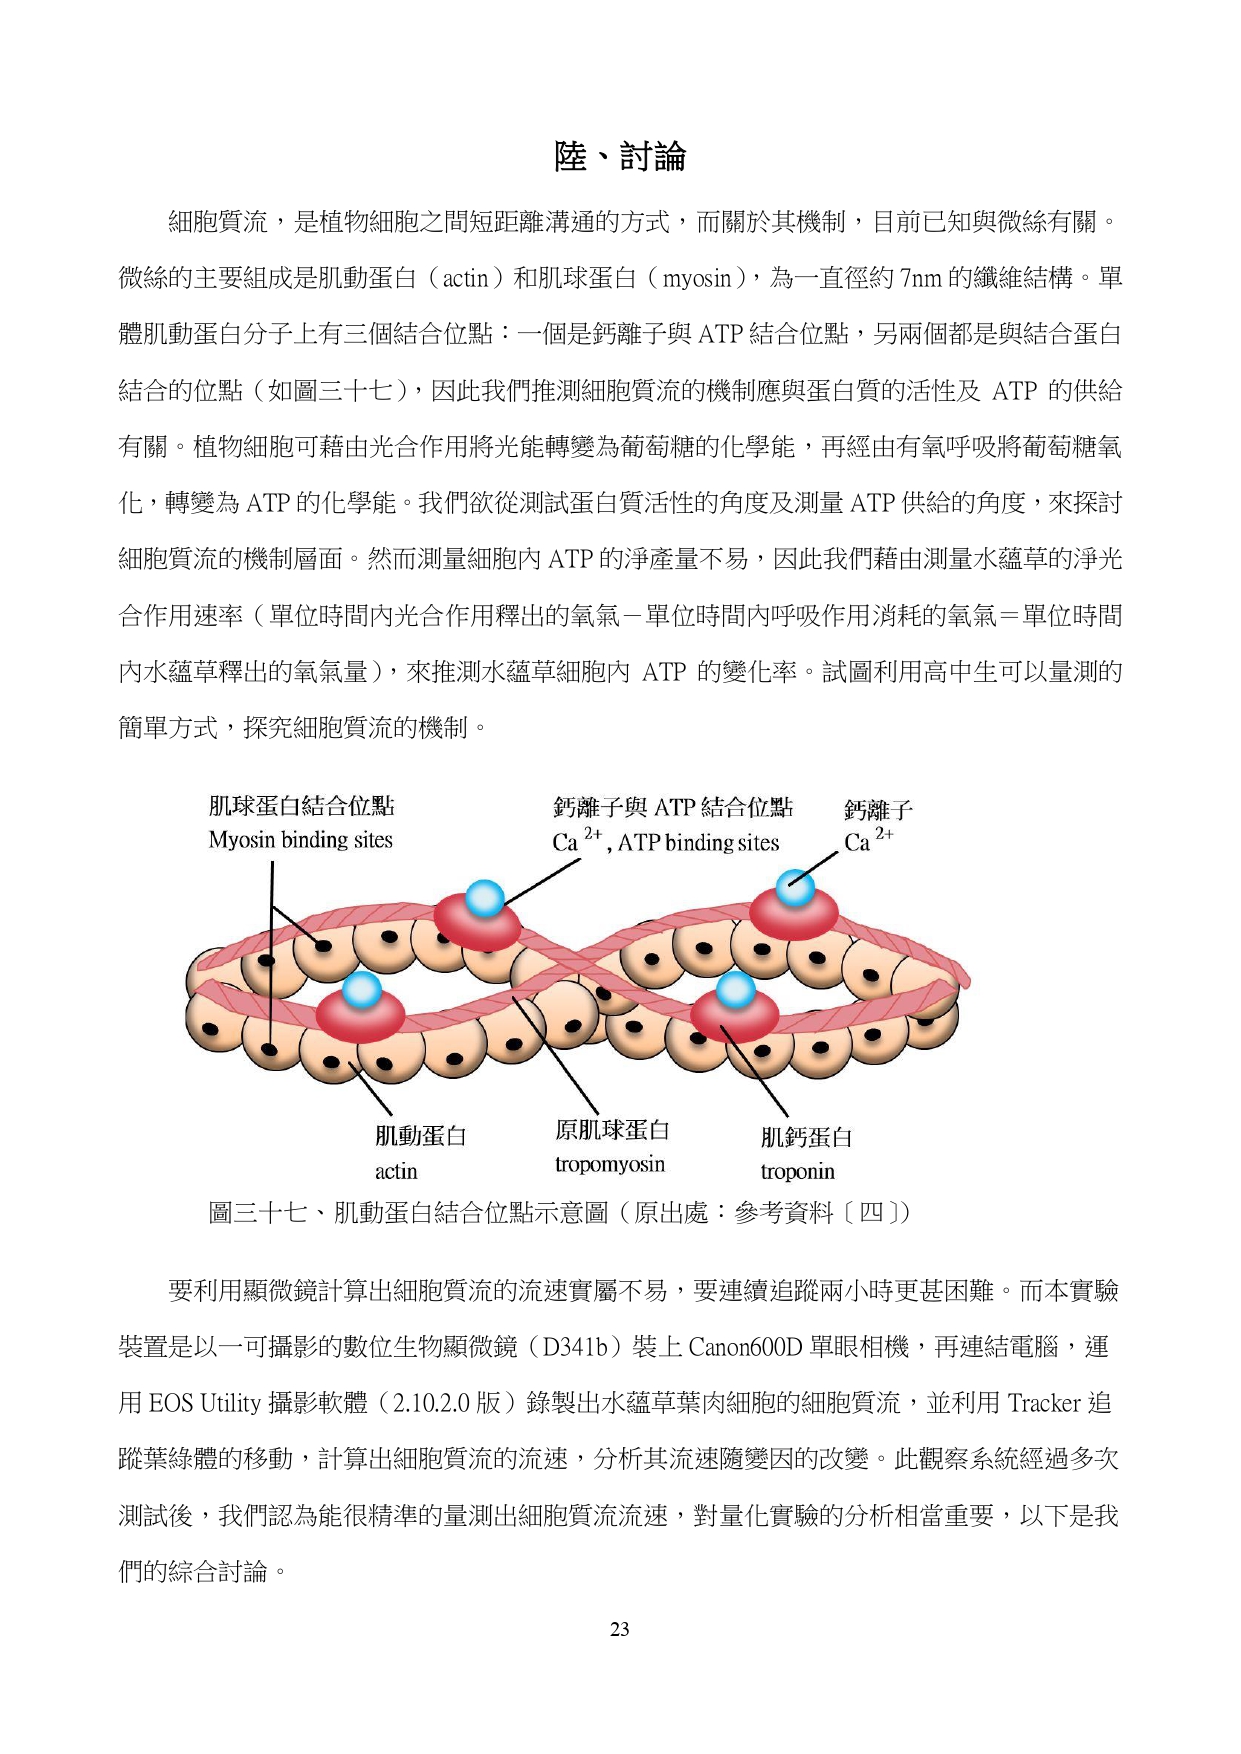 陸、討論
細胞質流，是植物細胞之間短距離溝通的方式，而關於其機制，目前已知與微絲有關。
微絲的主要組成是肌動蛋白（actin）和肌球蛋白（myosin），為一直徑約 7nm 的纖維結構。單
體肌動蛋白分子上有三個結合位點：一個是鈣離子與 ATP 結合位點，另兩個都是與結合蛋白
結合的位點（如圖三十七），因此我們推測細胞質流的機制應與蛋白質的活性及 ATP 的供給
有關。植物細胞可藉由光合作用將光能轉變為葡萄糖的化學能，再經由有氧呼吸將葡萄糖氧
化，轉變為 ATP 的化學能。我們欲從測試蛋白質活性的角度及測量 ATP 供給的角度，來探討
細胞質流的機制層面。然而測量細胞內 ATP 的淨產量不易，因此我們藉由測量水蘊草的淨光
合作用速率（單位時間內光合作用釋出的氧氣－單位時間內呼吸作用消耗的氧氣＝單位時間
內水蘊草釋出的氧氣量），來推測水蘊草細胞內 ATP 的變化率。試圖利用高中生可以量測的
簡單方式，探究細胞質流的機制。
肌球蛋白結合位點
Myosin binding sites
鈣離子與 ATP 結合位點
Ca 2+ , ATP binding sites
鈣離子
Ca 2+
肌動蛋白
actin
原肌球蛋白
tropomyosin
肌鈣蛋白
troponin
圖三十七、肌動蛋白結合位點示意圖（原出處：參考資料〔四〕）
要利用顯微鏡計算出細胞質流的流速實屬不易，要連續追蹤兩小時更甚困難。而本實驗
裝置是以一可攝影的數位生物顯微鏡（D341b）裝上 Canon600D 單眼相機，再連結電腦，運
用 EOS Utility 攝影軟體（2.10.2.0 版）錄製出水蘊草葉肉細胞的細胞質流，並利用 Tracker 追
蹤葉綠體的移動，計算出細胞質流的流速，分析其流速隨變因的改變。此觀察系統經過多次
測試後，我們認為能很精準的量測出細胞質流流速，對量化實驗的分析相當重要，以下是我
們的綜合討論。
23